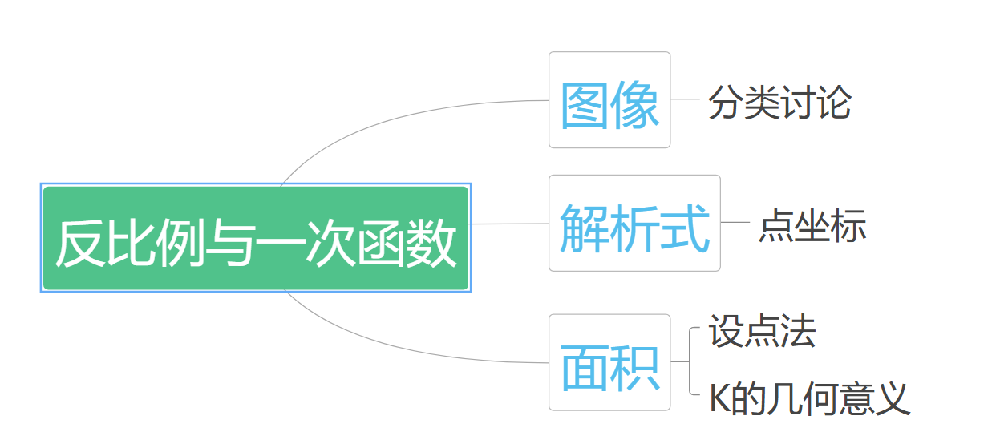 反比例与一次函数
图像
分类讨论
解析式
点坐标
面积
设点法
K的几何意义